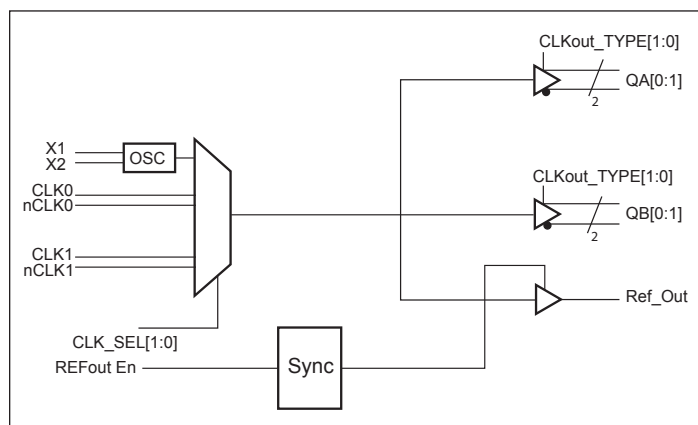 CLKout_TYPE[1:0]
QA[0:1]
2
X1
X2
OSC
CLK0
nCLK0
CLKout_TYPE[1:0]
QB[0:1]
2
CLK1
nCLK1
Ref_Out
CLK_SEL[1:0]
REFout En
Sync